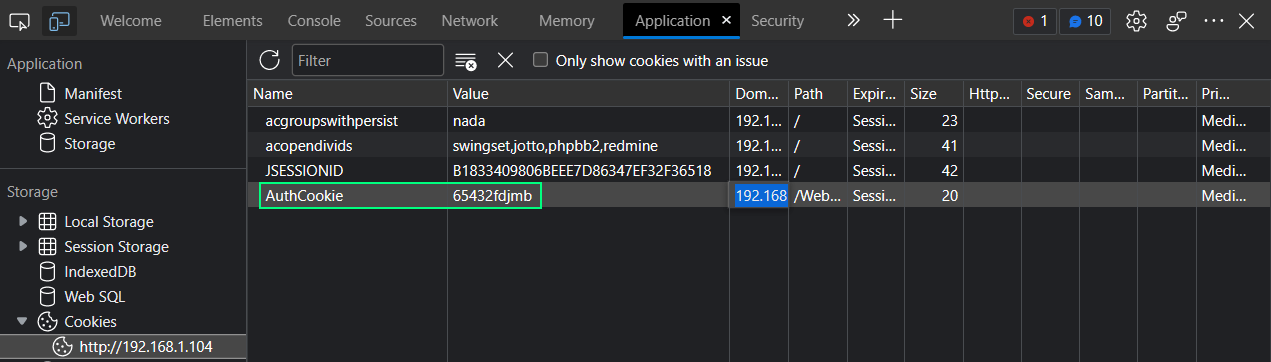 Welcome Elements Console Sources Network Memory Application Security 1 10
Application
Manifest
Service Workers
Storage
Storage
Local Storage
Session Storage
IndexedDB
Web SQL
Cookies
http://192.168.1.104
Filter Only show cookies with an issue
Name Value Dom... Path Expir... Size Http... Secure Sam... Partit... Pri...
acgroupswithpersist nada 192.1... / Sessi... 23 Medi...
acopendivids swingset,jotto,phpbb2,redmine 192.1... / Sessi... 41 Medi...
JSESSIONID B1833409806BEEE7D86347EF32F36518 192.1... / Sessi... 42 Medi...
AuthCookie 65432fdjmb 192.168 /Web... Sessi... 20 Medi...